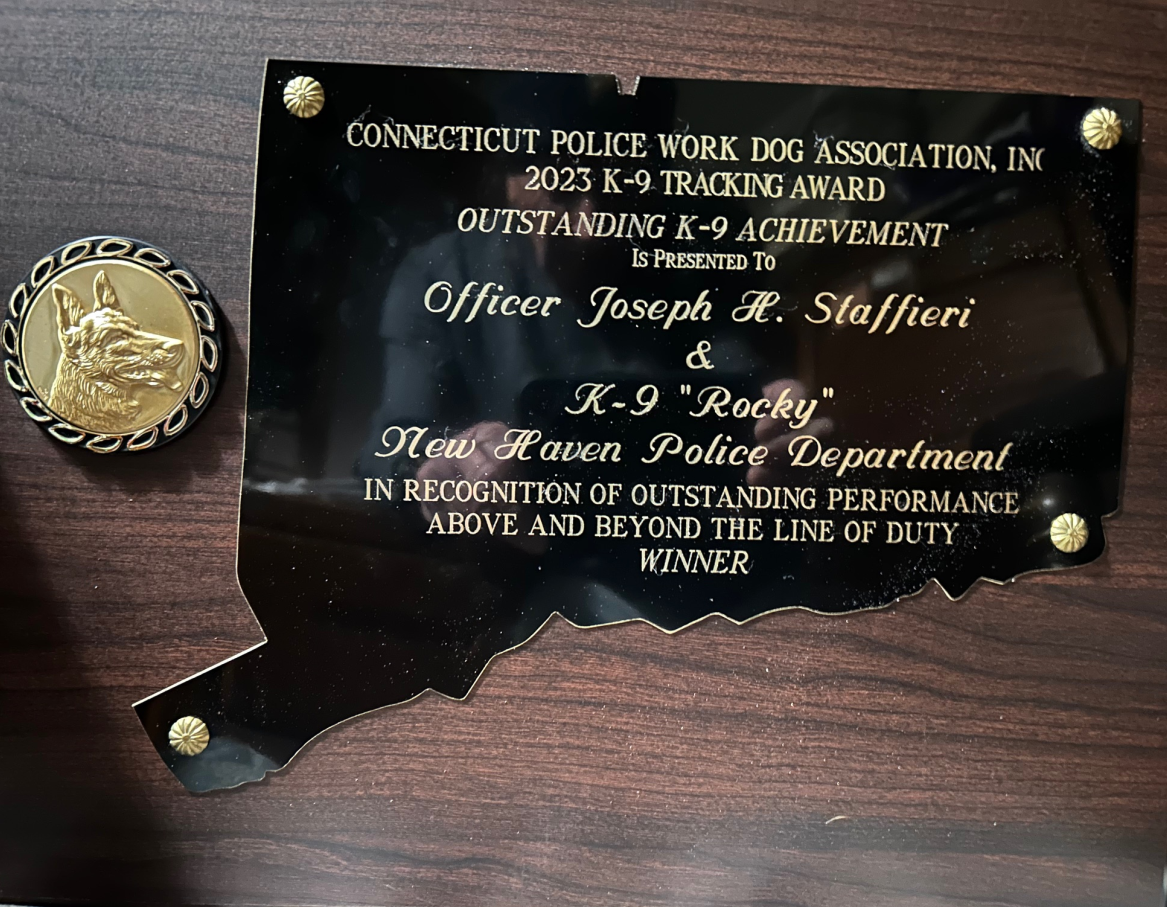 CONNECTICUT POLICE WORK DOG ASSOCIATION, INC
2023 K-9 TRACKING AWARD
OUTSTANDING K-9 ACHIEVEMENT
IS PRESENTED TO
Officer Joseph H. Staffieri
&
K-9 "Rocky"
New Haven Police Department
IN RECOGNITION OF OUTSTANDING PERFORMANCE
ABOVE AND BEYOND THE LINE OF DUTY
WINNER